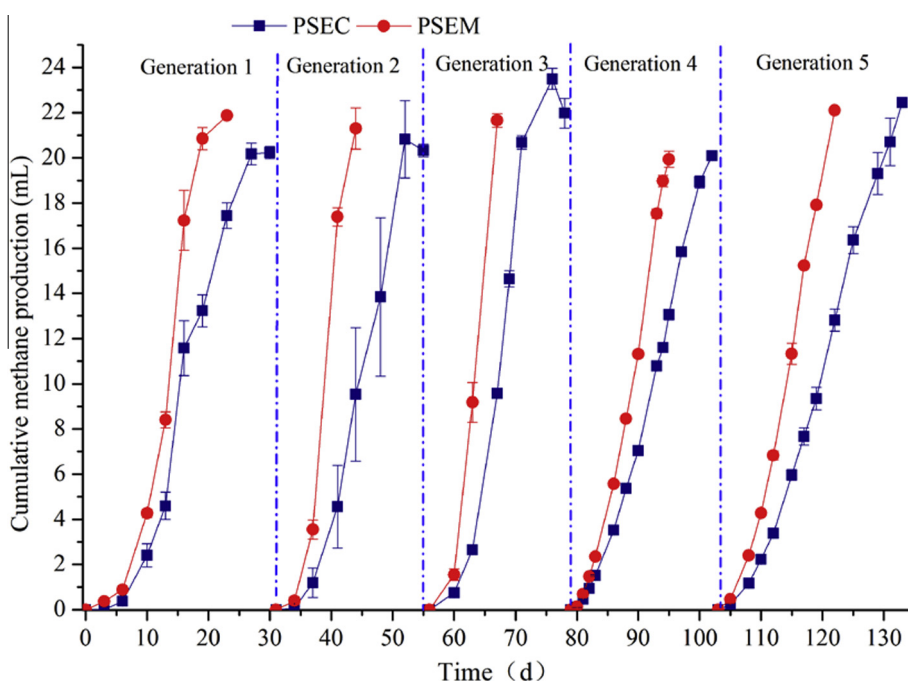 PSEC PSEM
Generation 1 Generation 2 Generation 3 Generation 4 Generation 5
Cumulative methane production (mL)
24
22
20
18
16
14
12
10
8
6
4
2
0
0 10 20 30 40 50 60 70 80 90 100 110 120 130
Time (d)